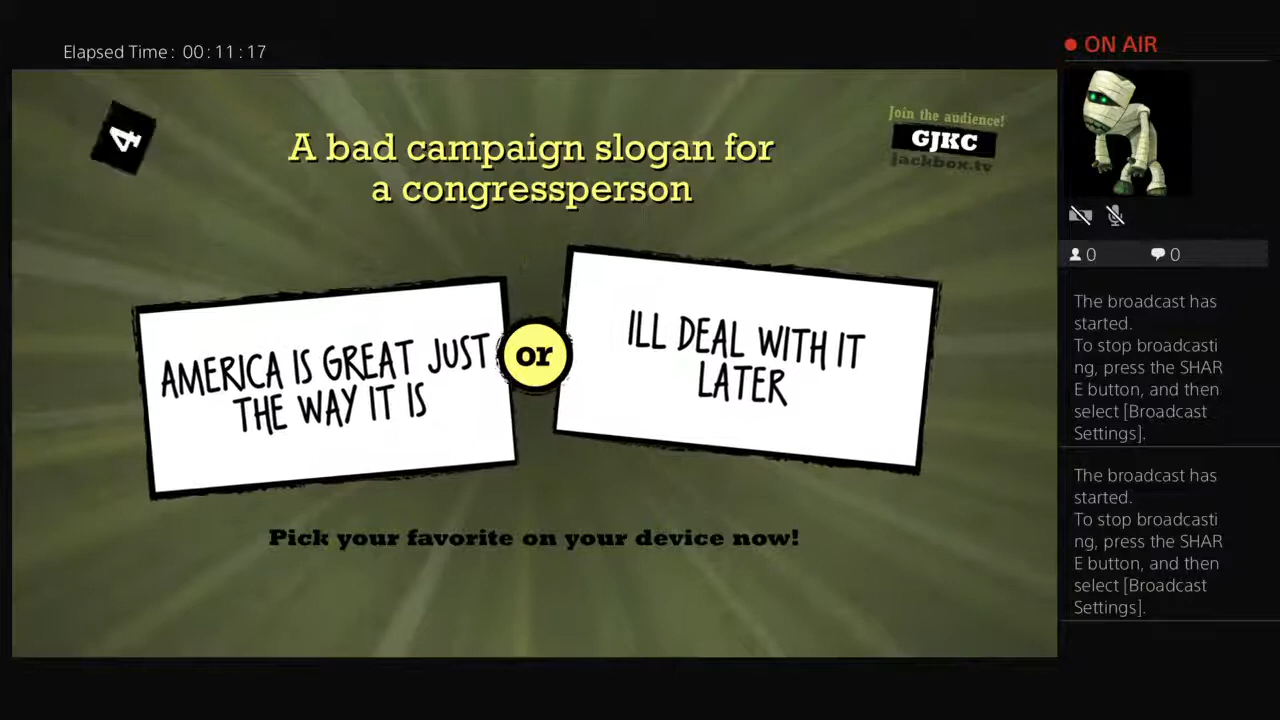 Elapsed Time: 00:11:17
ON AIR
4
A bad campaign slogan for
a congressperson
Join the audience!
GJKC
jackbox.tv
AMERICA IS GREAT JUST
THE WAY IT IS
or
ILL DEAL WITH IT
LATER
Pick your favorite on your device now!
0 0
The broadcast has
started.
To stop broadcasti
ng, press the SHAR
E button, and then
select [Broadcast
Settings].
The broadcast has
started.
To stop broadcasti
ng, press the SHAR
E button, and then
select [Broadcast
Settings].